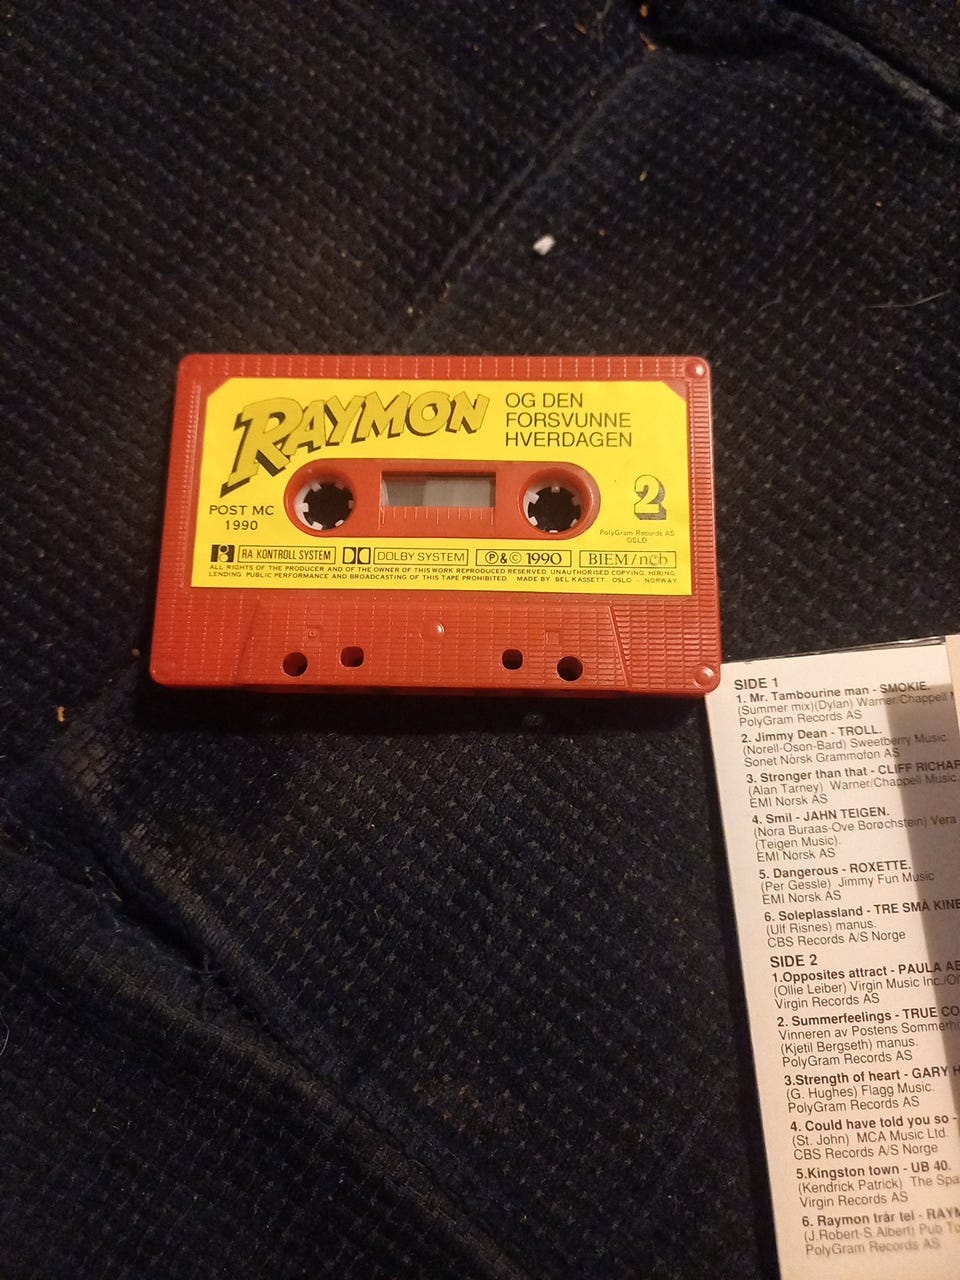 RAYMON
OG DEN
FORSVUNNE
HVERDAGEN
POST MC
1990
2
PolyGram Records AS
OSLO
RA KONTROLL SYSTEM
DOLBY SYSTEM
Ⓟ&© 1990
BIEM/ncb
ALL RIGHTS OF THE PRODUCER AND OF THE OWNER OF THIS WORK REPRODUCED RESERVED. UNAUTHORISED COPYING, HIRING,
LENDING PUBLIC PERFORMANCE AND BROADCASTING OF THIS TAPE PROHIBITED. MADE BY BEL KASSETT OSLO - NORWAY.
SIDE 1
1. Mr. Tambourine man - SMOKIE.
(Summer mix)(Dylan) Warner/Chappell
PolyGram Records AS
2. Jimmy Dean - TROLL.
(Norell-Oson-Bard) Sweetberry Music.
Sonet Norsk Grammofon AS
3. Stronger than that - CLIFF RICHAR
(Alan Tarney) Warner/Chappell Music.
EMI Norsk AS
4. Smil - JAHN TEIGEN.
(Nora Buraas-Ove Borøchstein) Vera
(Teigen Music).
EMI Norsk AS
5. Dangerous - ROXETTE.
(Per Gessle) Jimmy Fun Music
EMI Norsk AS
6. Soleplassland - TRE SMÅ KINE
(Ulf Risnes) manus.
CBS Records A/S Norge
SIDE 2
1.Opposites attract - PAULA AB
(Ollie Leiber) Virgin Music Inc./Ol
Virgin Records AS
2. Summerfeelings - TRUE CO
Vinneren av Postens Sommerh
(Kjetil Bergseth) manus.
PolyGram Records AS
3.Strength of heart - GARY H
(G. Hughes) Flagg Music.
PolyGram Records AS
4. Could have told you so -
(St. John) MCA Music Ltd.
CBS Records A/S Norge
5.Kingston town - UB 40.
(Kendrick Patrick) The Spa
Virgin Records AS
6. Raymon trår tel - RAYM
(J.Robert-S.Albert) Pub To
PolyGram Records AS